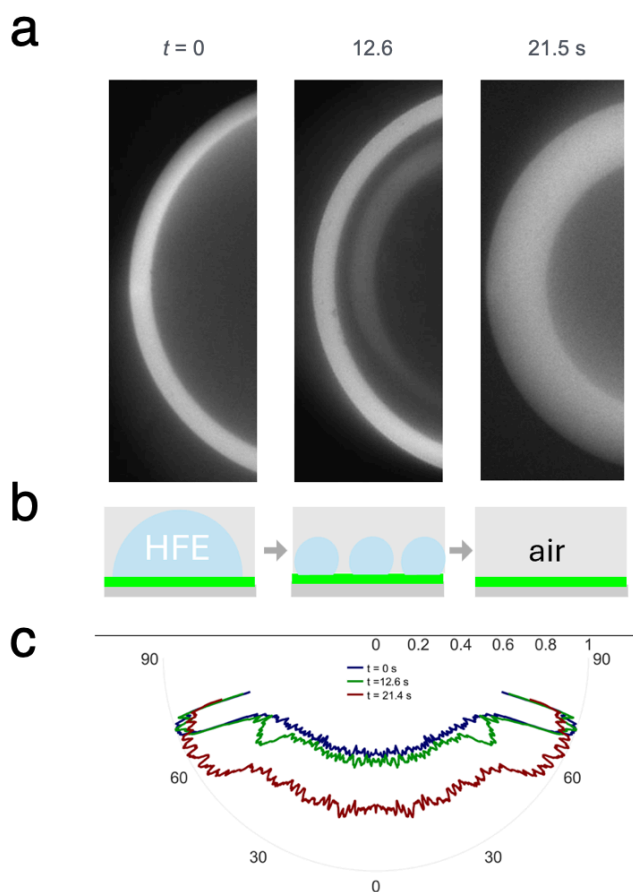 a
t = 0 12.6 21.5 s
b
HFE air
c
0 0.2 0.4 0.6 0.8 1
90 90
t = 0 s
t =12.6 s
t = 21.4 s
60 60
30 30
0